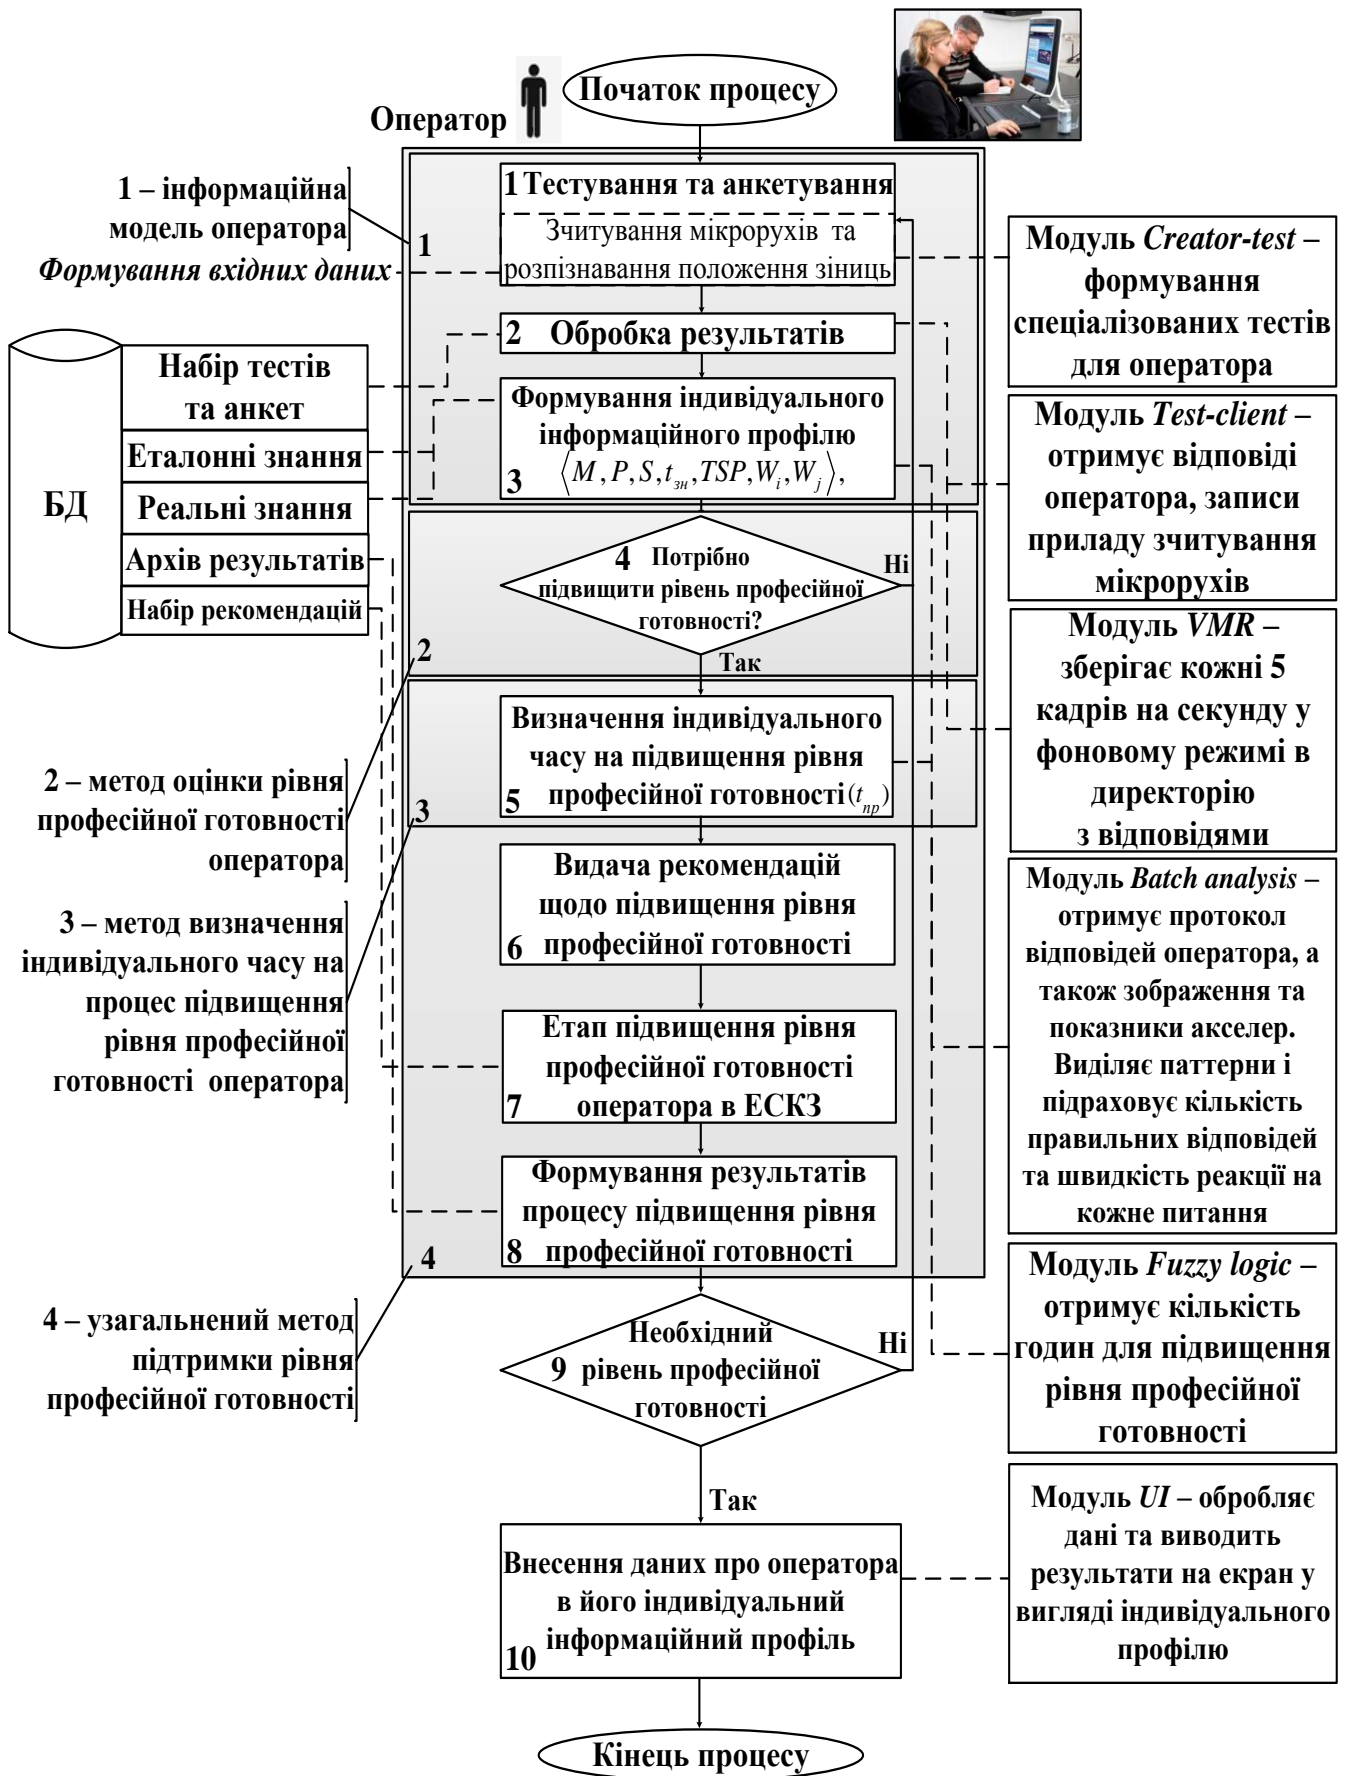 Початок процесу
Оператор
1 – інформаційна
модель оператора
Формування вхідних даних
1
1 Тестування та анкетування
Зчитування мікрорухів та
розпізнавання положення зіниць
2 Обробка результатів
Формування індивідуального
інформаційного профілю
3 ⟨M, P, S, t_зн, TSP, W_i, W_j⟩,
БД
Набір тестів
та анкет
Еталонні знання
Реальні знання
Архів результатів
Набір рекомендацій
4 Потрібно
підвищити рівень професійної
готовності?
Ні
Так
2
Визначення індивідуального
часу на підвищення рівня
5 професійної готовності (t_пр)
3
2 – метод оцінки рівня
професійної готовності
оператора
3 – метод визначення
індивідуального часу на
процес підвищення
рівня професійної
готовності оператора
Видача рекомендацій
щодо підвищення рівня
6 професійної готовності
Етап підвищення рівня
професійної готовності
7 оператора в ЕСКЗ
Формування результатів
процесу підвищення рівня
8 професійної готовності
4
4 – узагальнений метод
підтримки рівня
професійної готовності
Необхідний
9 рівень професійної
готовності
Ні
Так
Внесення даних про оператора
в його індивідуальний
10 інформаційний профіль
Кінець процесу
Модуль Creator-test –
формування
спеціалізованих тестів
для оператора
Модуль Test-client –
отримує відповіді
оператора, записи
приладу зчитування
мікрорухів
Модуль VMR –
зберігає кожні 5
кадрів на секунду у
фоновому режимі в
директорію
з відповідями
Модуль Batch analysis –
отримує протокол
відповідей оператора, а
також зображення та
показники акселер.
Виділяє паттерни і
підраховує кількість
правильних відповідей
та швидкість реакції на
кожне питання
Модуль Fuzzy logic –
отримує кількість
годин для підвищення
рівня професійної
готовності
Модуль UI – обробляє
дані та виводить
результати на екран у
вигляді індивідуального
профілю